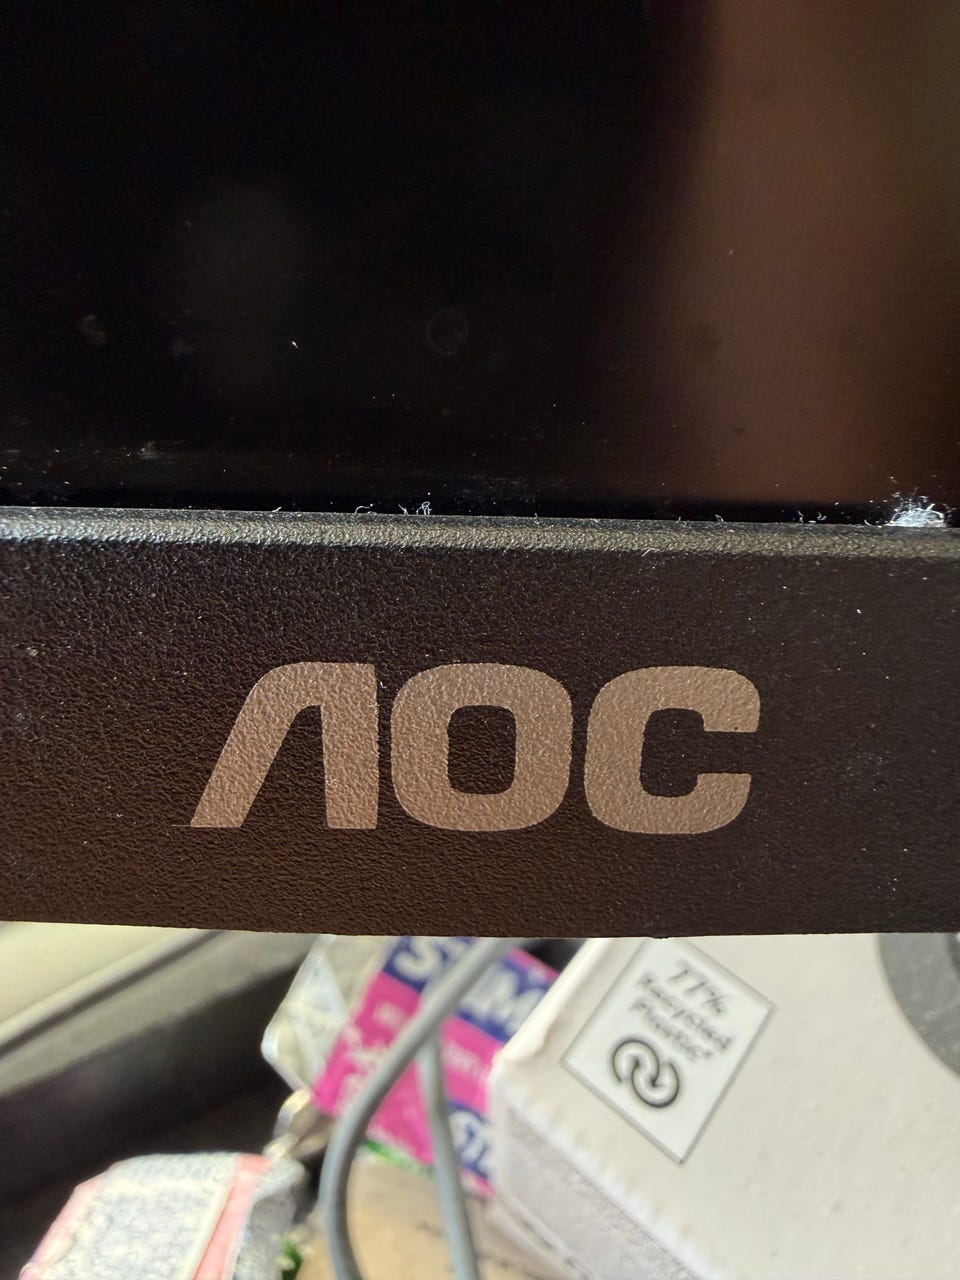 AOC
77%
Recycled
Plastic*